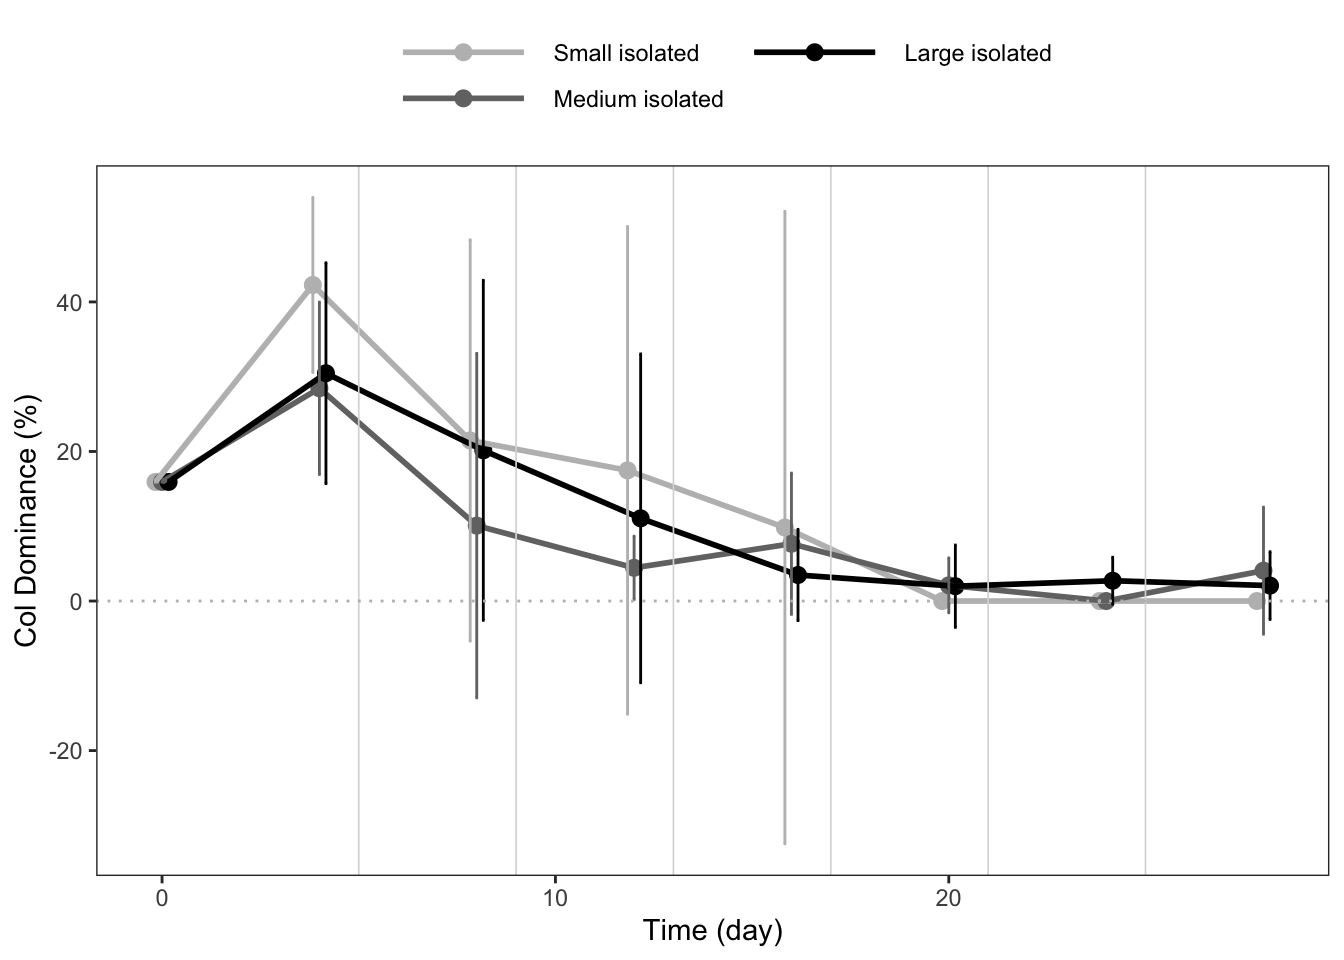 Small isolated
Large isolated
Medium isolated
Col Dominance (%)
40
20
0
-20
0
10
20
Time (day)